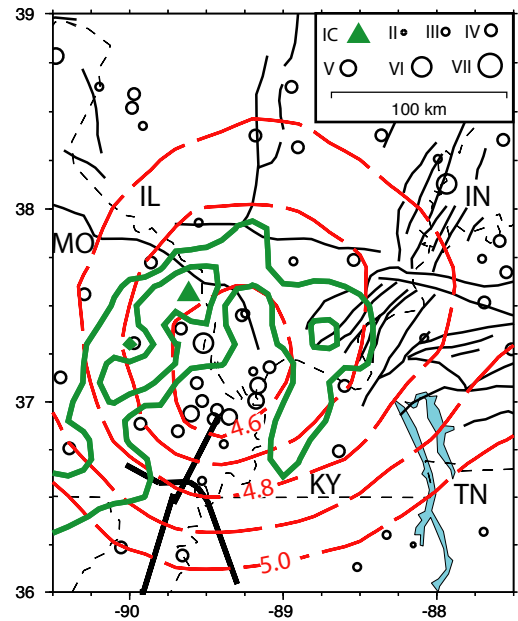 39
IC II III IV
V VI VII
100 km
38
IL
IN
MO
37
4.6
4.8
KY
TN
5.0
36
-90 -89 -88